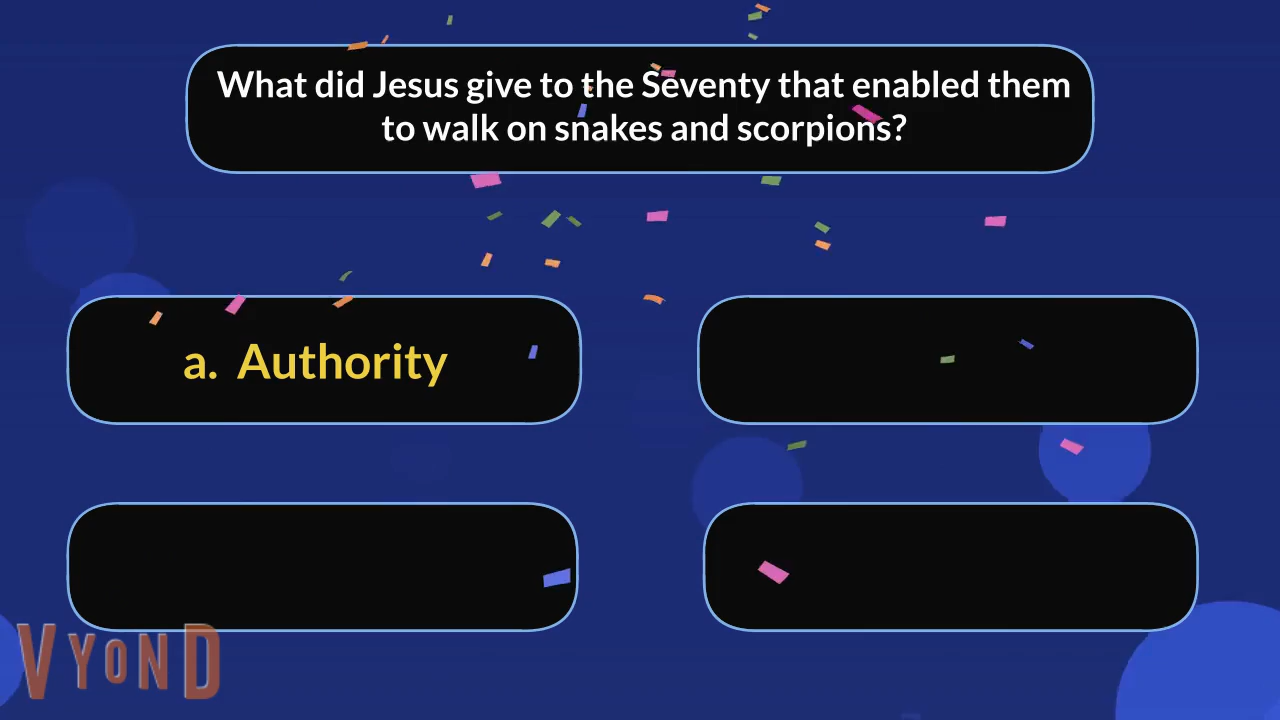 What did Jesus give to the Seventy that enabled them
to walk on snakes and scorpions?
a. Authority
VYOND